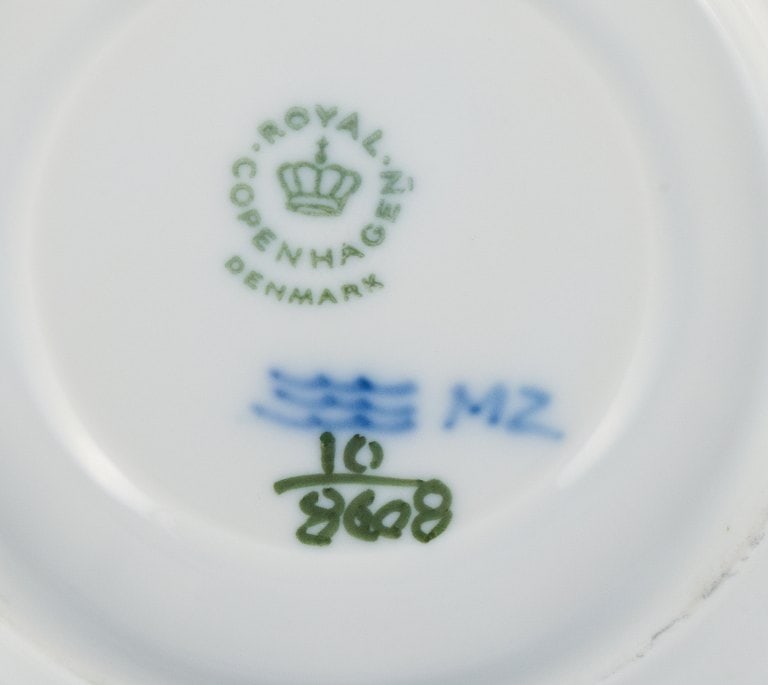 ROYAL
COPENHAGEN
DENMARK
MZ
10
8608